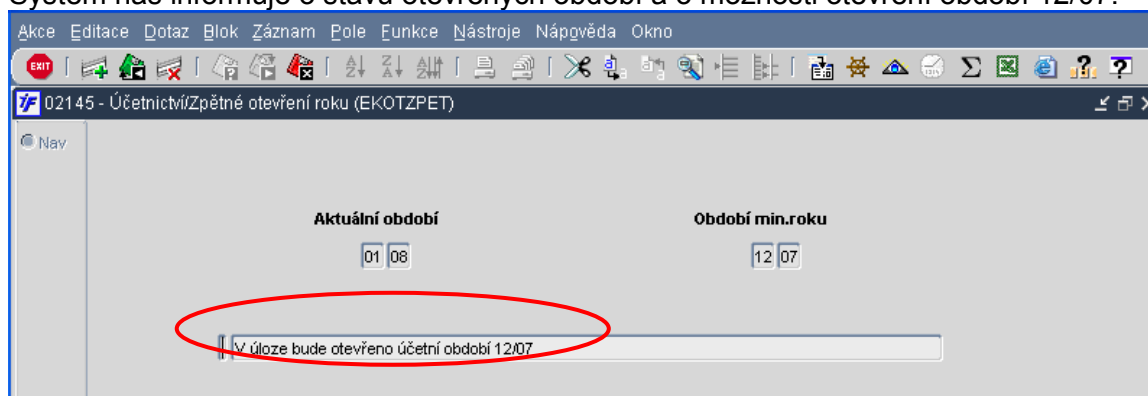 Systém nás informuje o stavu otevřených období a o možnosti otevření období 12/07.
Akce Editace Dotaz Blok Záznam Pole Funkce Nástroje Nápověda Okno
EXIT
02145 - Účetnictví/Zpětné otevření roku (EKOTZPET)
Nav
Aktuální období Období min.roku
01 08 12 07
V úloze bude otevřeno účetní období 12/07